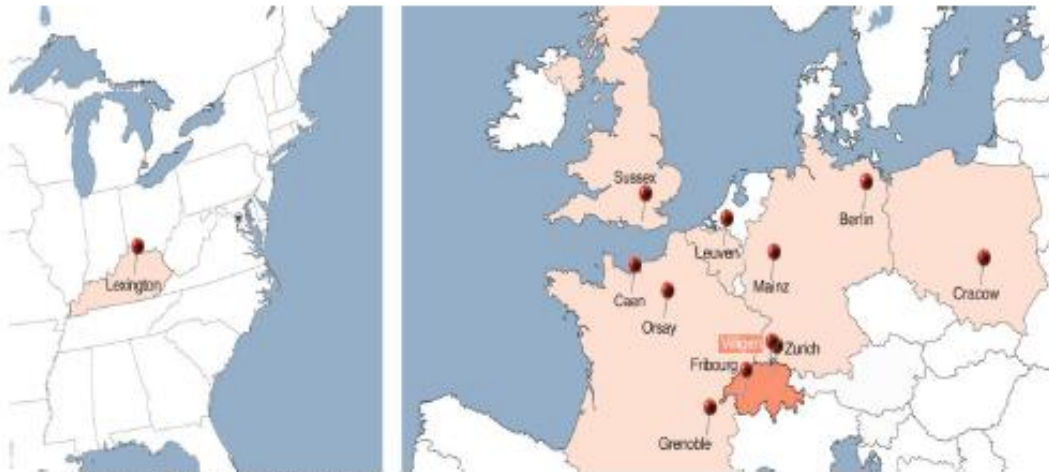 Sussex
Berlin
Leuven
Lexington
Mainz
Caen
Cracow
Orsay
Villigen
Zurich
Fribourg
Grenoble